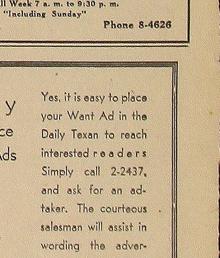 ll Week 7 a. m. to 9:30 p. m.
"Including Sunday"
Phone 8-4626
y
ce
Ads
Yes, it is easy to place
your Want Ad in the
Daily Texan to reach
interested readers
Simply call 2-2437,
and ask for an ad-
taker. The courteous
salesman will assist in
wording the adver-